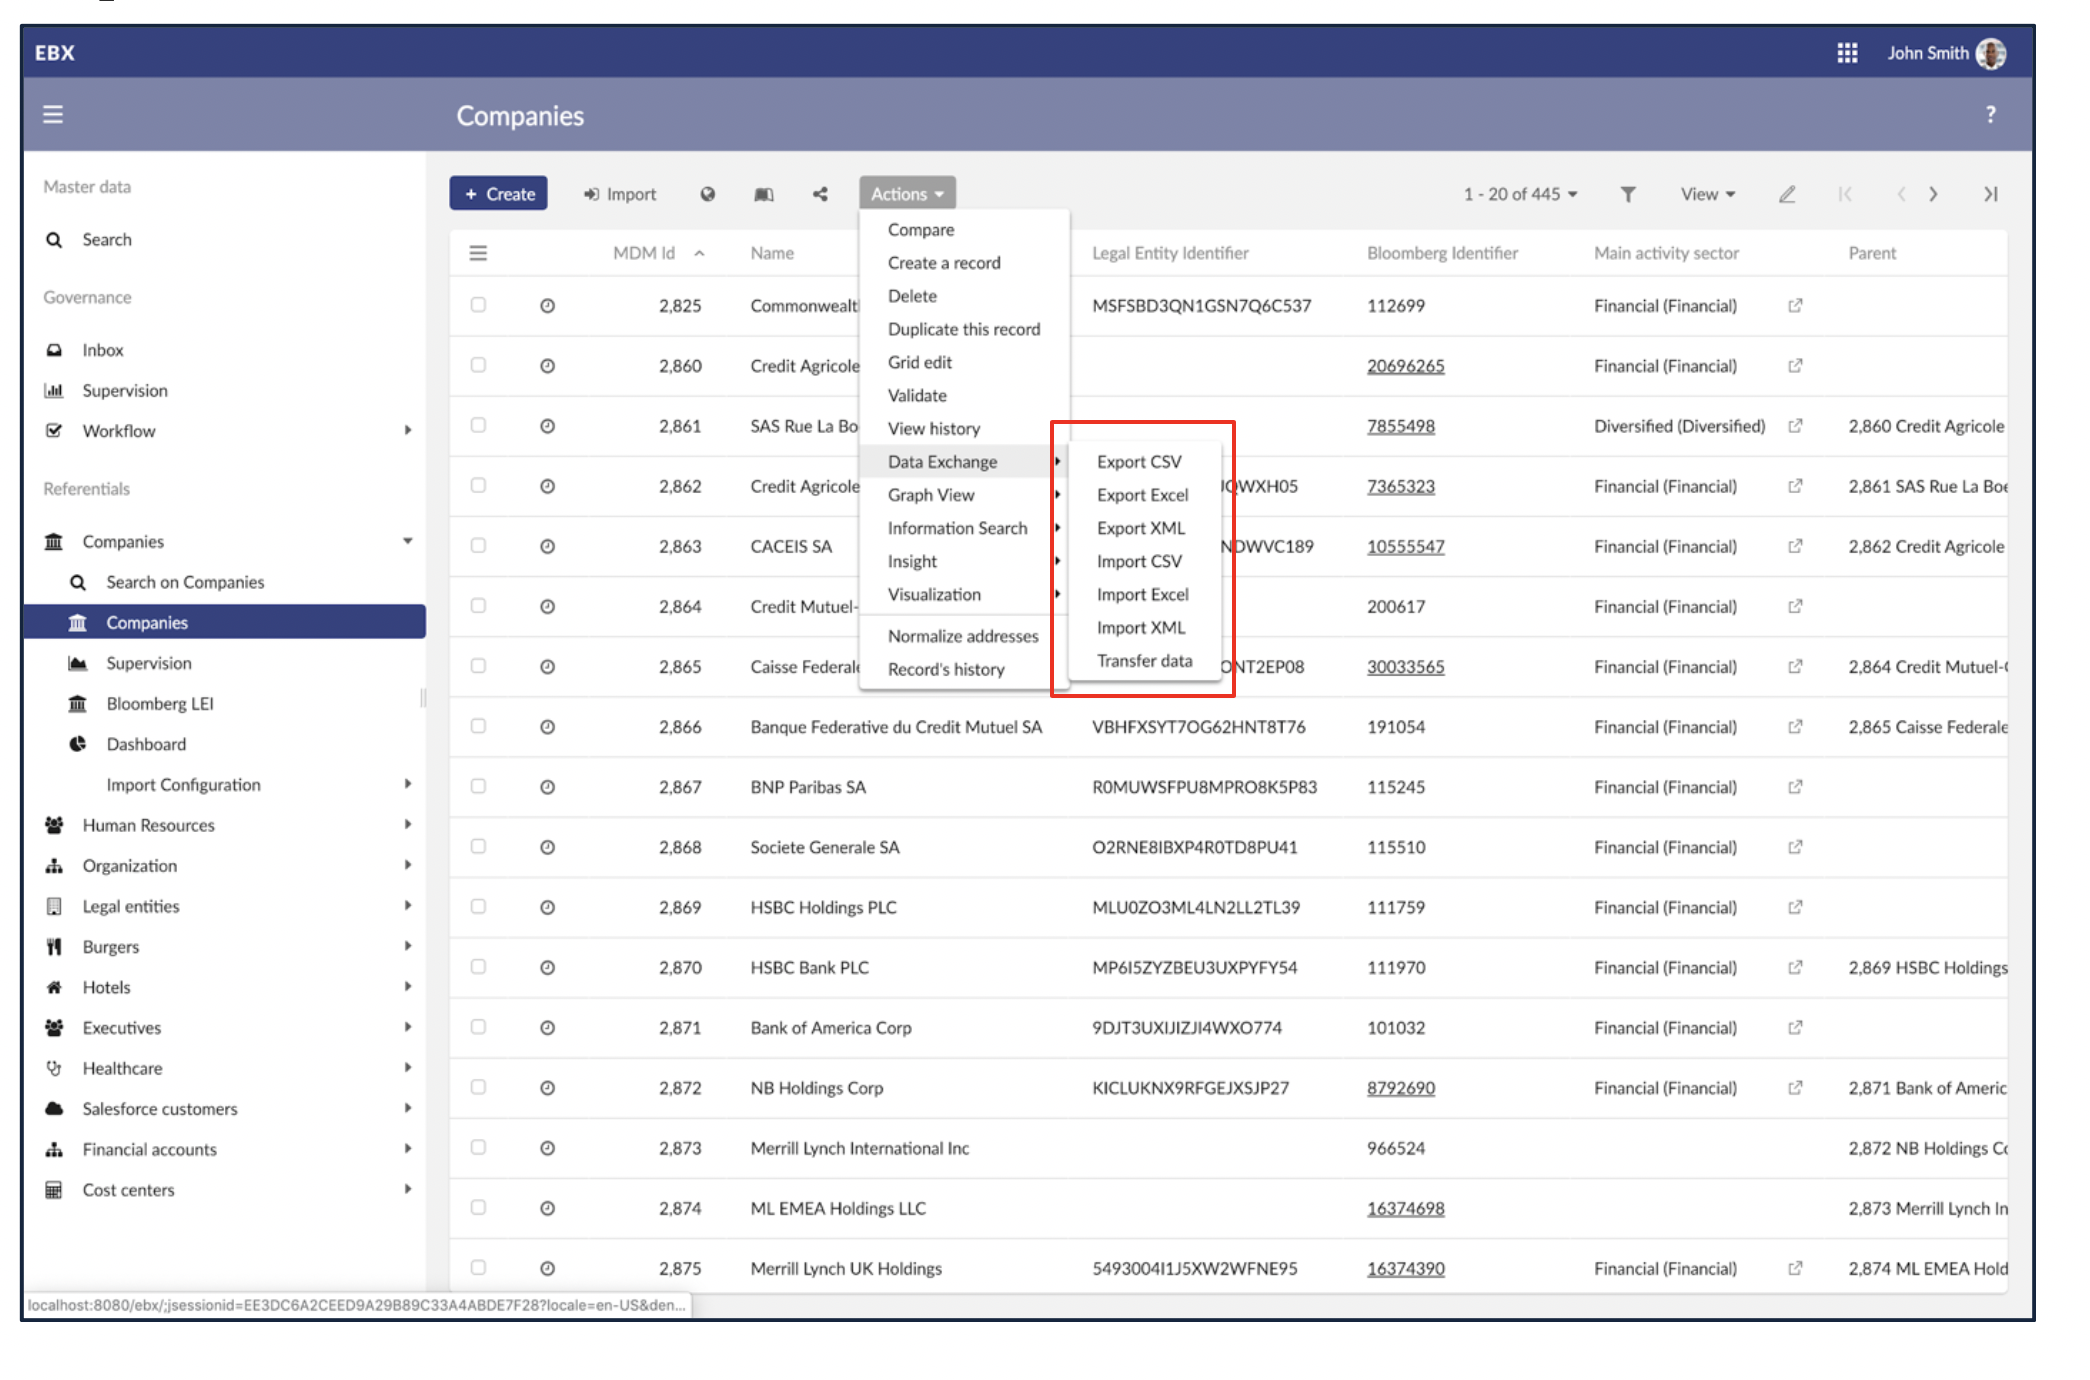 EBX
John Smith
Companies
?
Master data
Search
Governance
Inbox
Supervision
Workflow
Referentials
Companies
Search on Companies
Companies
Supervision
Bloomberg LEI
Dashboard
Import Configuration
Human Resources
Organization
Legal entities
Burgers
Hotels
Executives
Healthcare
Salesforce customers
Financial accounts
Cost centers
+ Create
Import
Actions
1 - 20 of 445
View
Compare
Create a record
Delete
Duplicate this record
Grid edit
Validate
View history
Data Exchange
Graph View
Information Search
Insight
Visualization
Normalize addresses
Record's history
Export CSV
Export Excel
Export XML
Import CSV
Import Excel
Import XML
Transfer data
MDM Id Name Legal Entity Identifier Bloomberg Identifier Main activity sector Parent
2,825 MSFSBD3QN1GSN7Q6C537 112699 Financial (Financial)
2,860 Credit Agricole 20696265 Financial (Financial)
2,861 SAS Rue La Bo 7855498 Diversified (Diversified) 2,860 Credit Agricole
2,862 Credit Agricole QWXH05 7365323 Financial (Financial) 2,861 SAS Rue La Boe
2,863 CACEIS SA NDWVC189 10555547 Financial (Financial) 2,862 Credit Agricole
2,864 Credit Mutuel- 200617 Financial (Financial)
2,865 Caisse Federale NT2EP08 30033565 Financial (Financial) 2,864 Credit Mutuel-
2,866 Banque Federative du Credit Mutuel SA VBHFXSYT7OG62HNT8T76 191054 Financial (Financial) 2,865 Caisse Federale
2,867 BNP Paribas SA R0MUWSFPU8MPRO8K5P83 115245 Financial (Financial)
2,868 Societe Generale SA O2RNE8IBXP4R0TD8PU41 115510 Financial (Financial)
2,869 HSBC Holdings PLC MLU0ZO3ML4LN2LL2TL39 111759 Financial (Financial)
2,870 HSBC Bank PLC MP6I5ZYZBEU3UXPYFY54 111970 Financial (Financial) 2,869 HSBC Holdings
2,871 Bank of America Corp 9DJT3UXIJIZJI4WXO774 101032 Financial (Financial)
2,872 NB Holdings Corp KICLUKNX9RFGEJXSJP27 8792690 Financial (Financial) 2,871 Bank of Americ
2,873 Merrill Lynch International Inc 966524 2,872 NB Holdings Co
2,874 ML EMEA Holdings LLC 16374698 2,873 Merrill Lynch In
2,875 Merrill Lynch UK Holdings 5493004I1J5XW2WFNE95 16374390 Financial (Financial) 2,874 ML EMEA Hold
localhost:8080/ebx/;jsessionid=EE3DC6A2CEED9A29B89C33A4ABDE7F28?locale=en-US&den...